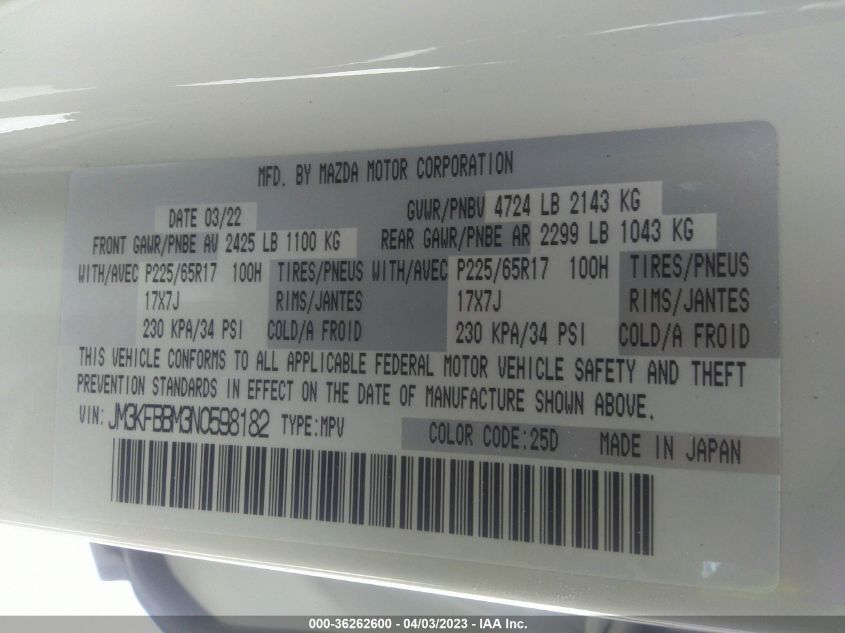 MFD. BY MAZDA MOTOR CORPORATION
DATE 03/22 GVWR/PNBV 4724 LB 2143 KG
FRONT GAWR/PNBE AV 2425 LB 1100 KG REAR GAWR/PNBE AR 2299 LB 1043 KG
WITH/AVEC P225/65R17 100H TIRES/PNEUS WITH/AVEC P225/65R17 100H TIRES/PNEUS
17X7J RIMS/JANTES 17X7J RIMS/JANTES
230 KPA/34 PSI COLD/A FROID 230 KPA/34 PSI COLD/A FROID
THIS VEHICLE CONFORMS TO ALL APPLICABLE FEDERAL MOTOR VEHICLE SAFETY AND THEFT
PREVENTION STANDARDS IN EFFECT ON THE DATE OF MANUFACTURE SHOWN ABOVE.
VIN: JM3KFBBM3N0598182 TYPE:MPV COLOR CODE:25D MADE IN JAPAN
000-36262600 - 04/03/2023 - IAA Inc.